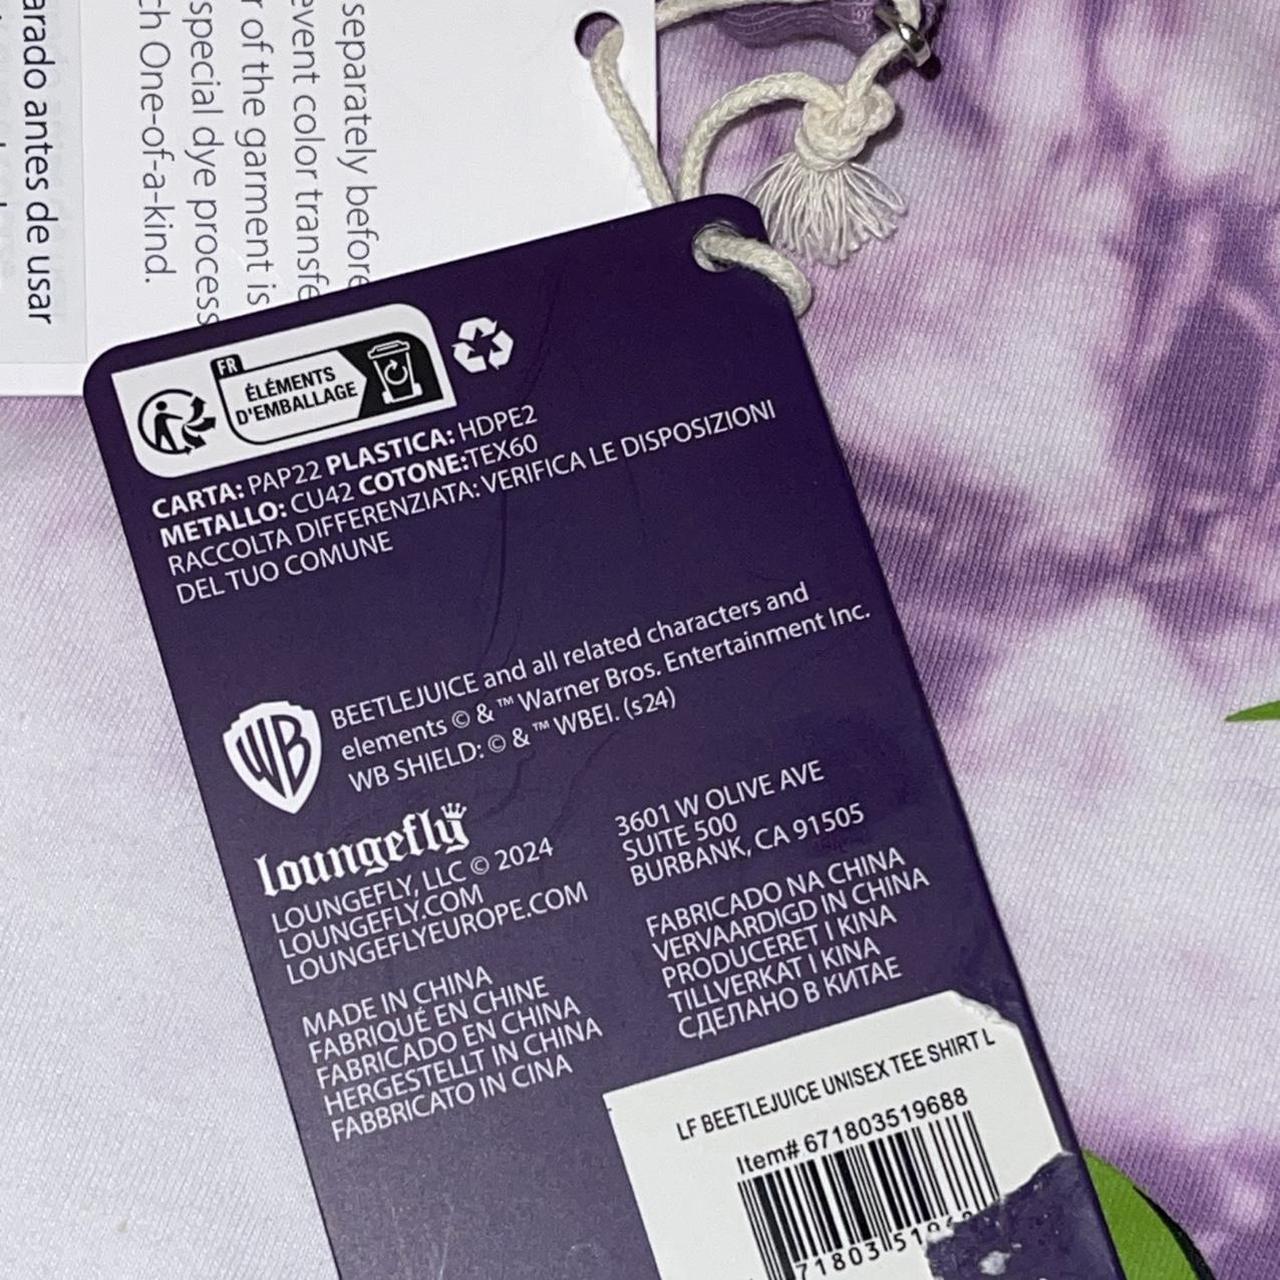 separately before
event color transfe
r of the garment is
special dye process
ch One-of-a-kind.
arado antes de usar
FR
ÉLÉMENTS
D'EMBALLAGE
CARTA: PAP22 PLASTICA: HDPE2
METALLO: CU42 COTONE:TEX60
RACCOLTA DIFFERENZIATA: VERIFICA LE DISPOSIZIONI
DEL TUO COMUNE
WB
BEETLEJUICE and all related characters and
elements © & ™ Warner Bros. Entertainment Inc.
WB SHIELD: © & ™ WBEI. (s24)
loungefly
LOUNGEFLY, LLC © 2024
LOUNGEFLY.COM
LOUNGEFLYEUROPE.COM
MADE IN CHINA
FABRIQUÉ EN CHINE
FABRICADO EN CHINA
HERGESTELLT IN CHINA
FABBRICATO IN CINA
3601 W OLIVE AVE
SUITE 500
BURBANK, CA 91505
FABRICADO NA CHINA
VERVAARDIGD IN CHINA
PRODUCERET I KINA
TILLVERKAT I KINA
СДЕЛАНО В КИТАЕ
LF BEETLEJUICE UNISEX TEE SHIRT L
Item# 671803519688
71803 519